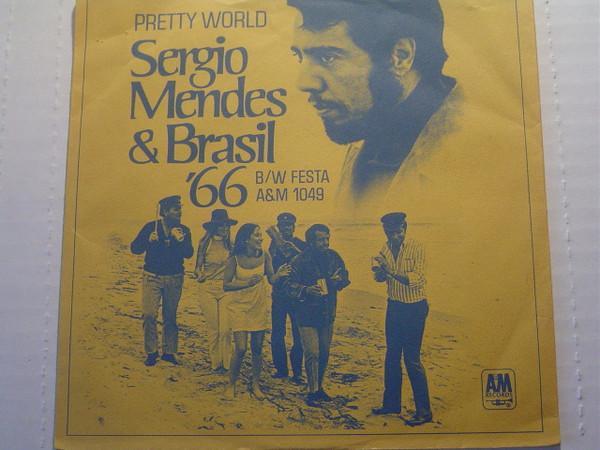 PRETTY WORLD
Sergio
Mendes
& Brasil
'66
B/W FESTA
A&M 1049
A&M
RECORDS